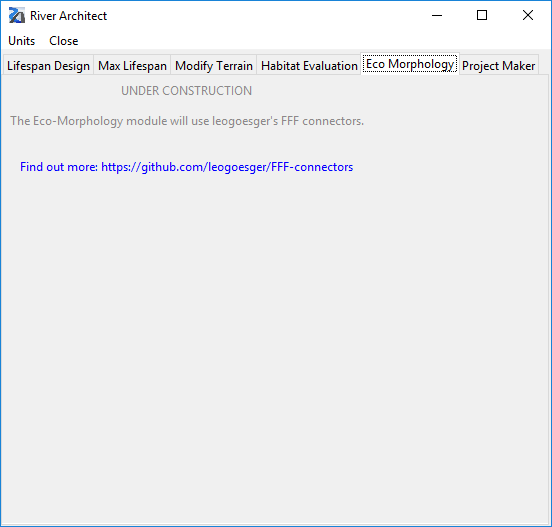 River Architect
Units Close
Lifespan Design Max Lifespan Modify Terrain Habitat Evaluation Eco Morphology Project Maker
UNDER CONSTRUCTION
The Eco-Morphology module will use leogoesger's FFF connectors.
Find out more: https://github.com/leogoesger/FFF-connectors